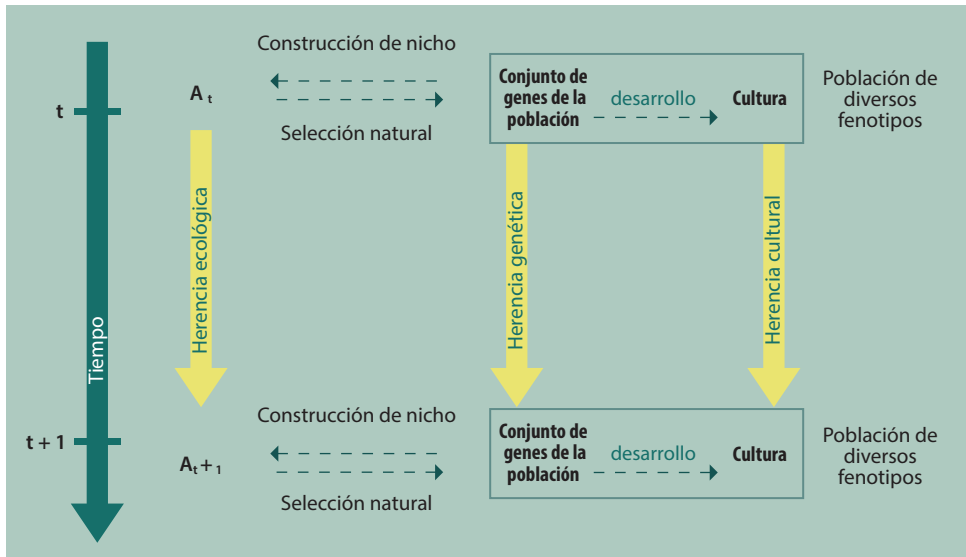 Construcción de nicho
t
A t
Selección natural
Conjunto de
genes de la
población
desarrollo
Cultura
Población de
diversos
fenotipos
Tiempo
Herencia ecológica
Herencia genética
Herencia cultural
Construcción de nicho
t + 1
A t + 1
Selección natural
Conjunto de
genes de la
población
desarrollo
Cultura
Población de
diversos
fenotipos